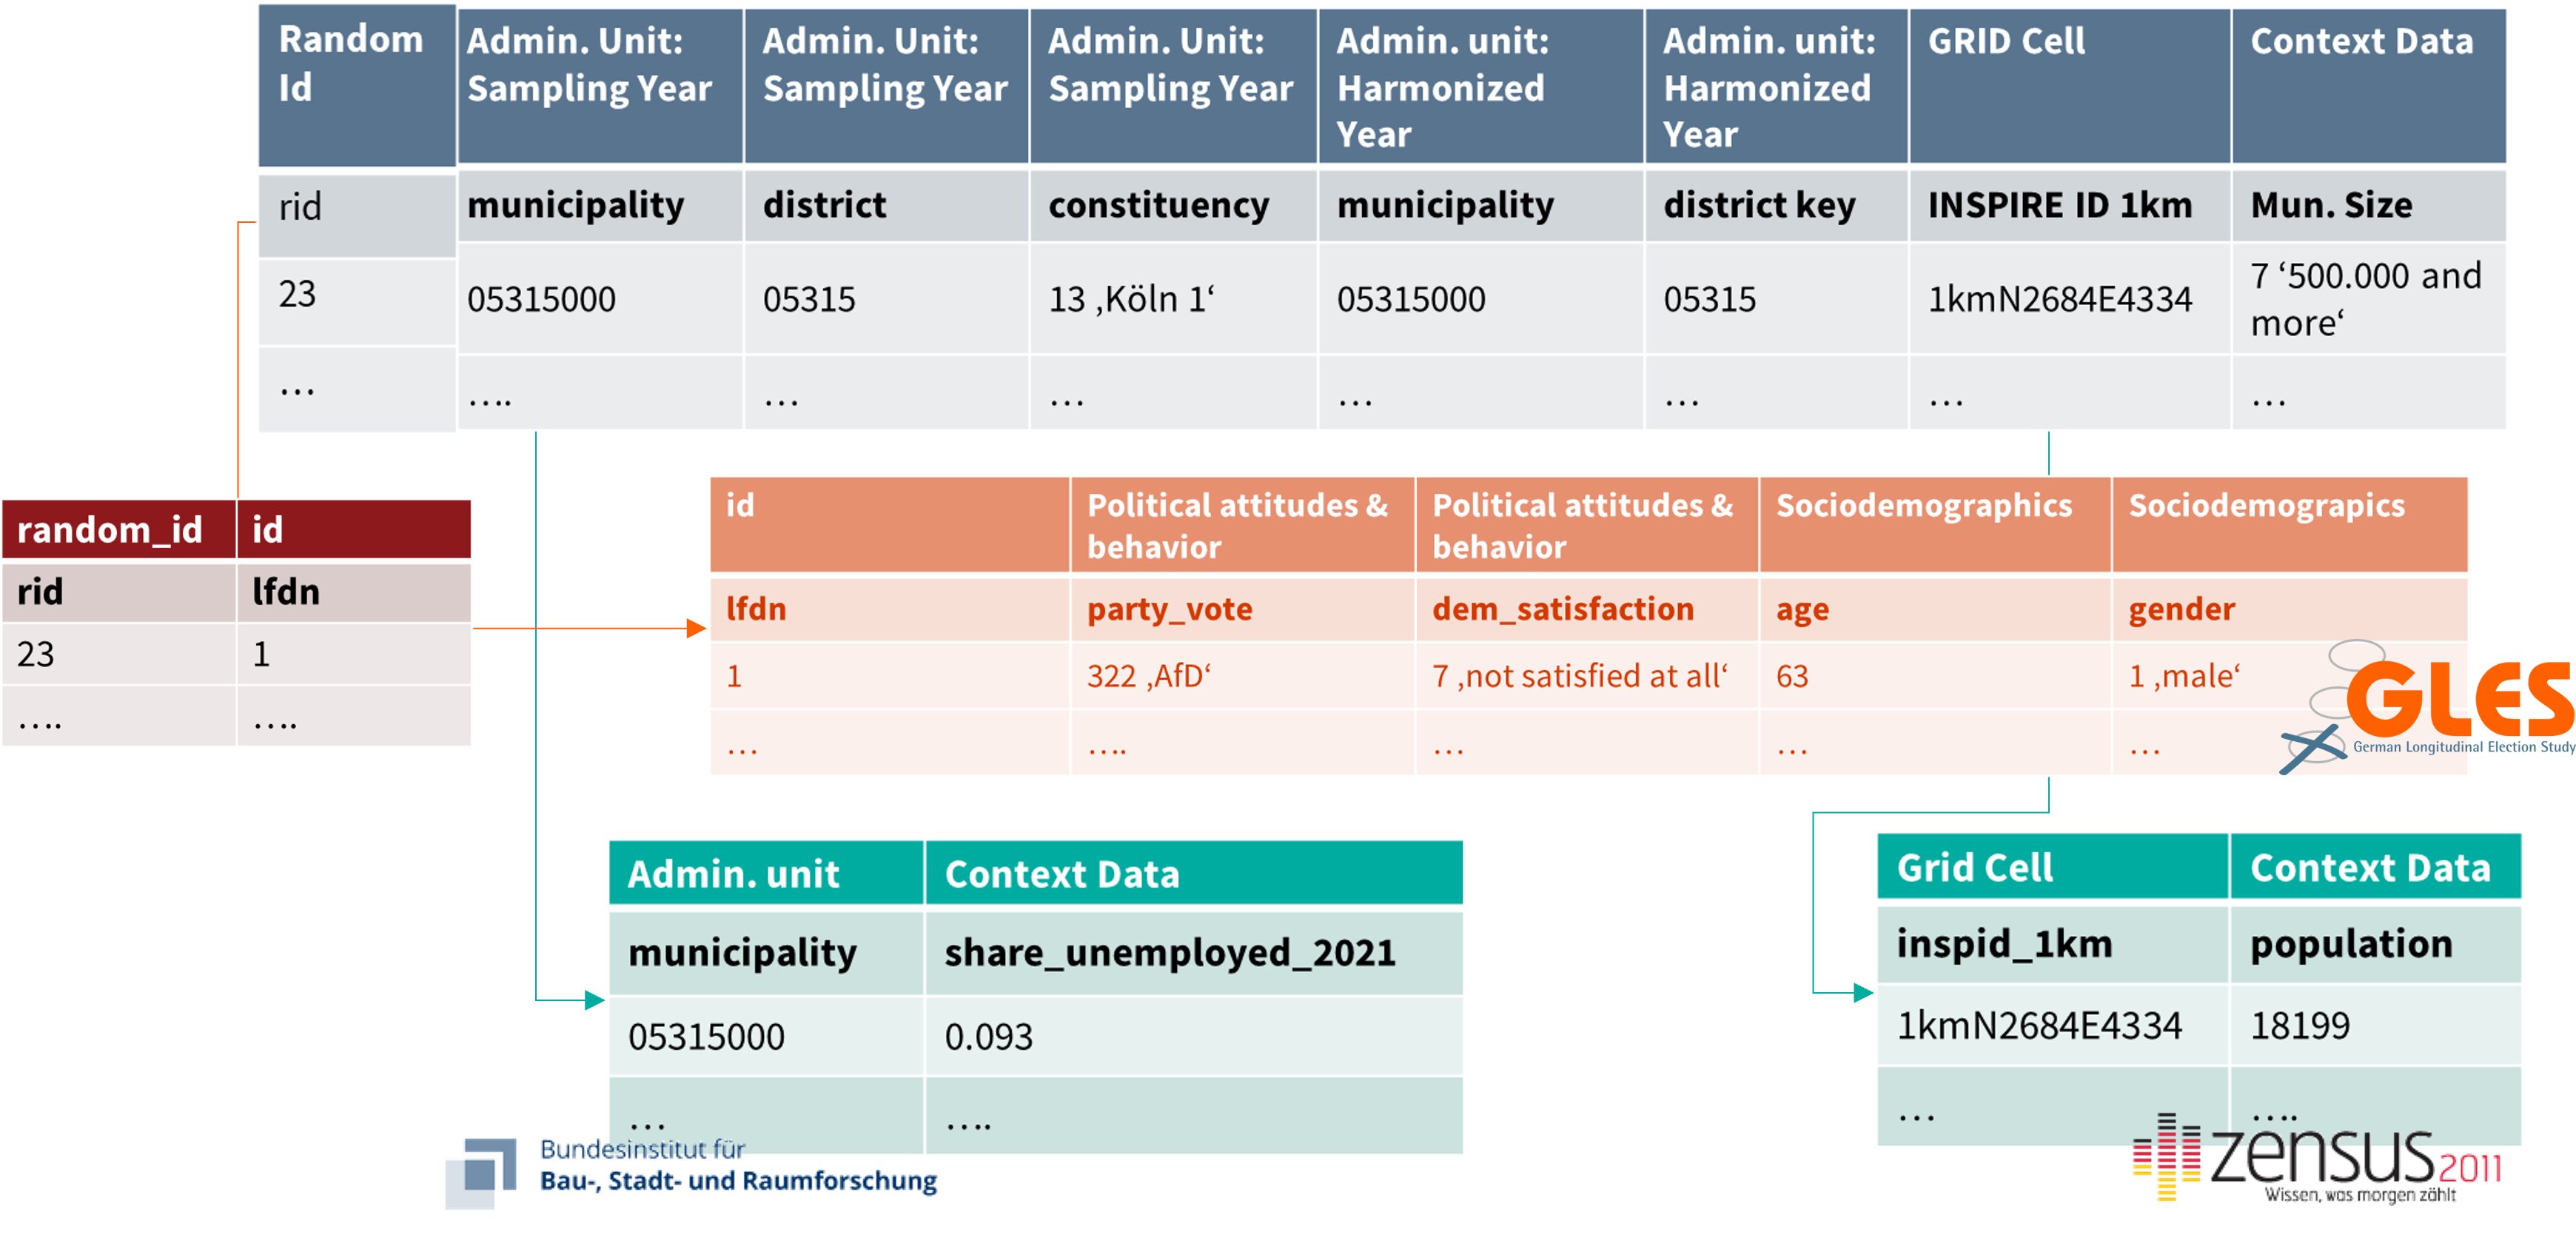 Random Id
Admin. Unit: Sampling Year
Admin. Unit: Sampling Year
Admin. Unit: Sampling Year
Admin. unit: Harmonized Year
Admin. unit: Harmonized Year
GRID Cell
Context Data
rid
municipality
district
constituency
municipality
district key
INSPIRE ID 1km
Mun. Size
23
05315000
05315
13 ‚Köln 1‘
05315000
05315
1kmN2684E4334
7 ‘500.000 and more‘
…
….
…
…
…
…
…
…
random_id
id
rid
lfdn
23
1
….
….
id
Political attitudes & behavior
Political attitudes & behavior
Sociodemographics
Sociodemograpics
lfdn
party_vote
dem_satisfaction
age
gender
1
322 ‚AfD‘
7 ‚not satisfied at all‘
63
1 ‚male‘
…
….
…
…
…
GLES
German Longitudinal Election Study
Admin. unit
Context Data
municipality
share_unemployed_2021
05315000
0.093
…
….
Bundesinstitut für
Bau-, Stadt- und Raumforschung
Grid Cell
Context Data
inspid_1km
population
1kmN2684E4334
18199
…
….
zensus2011
Wissen, was morgen zählt